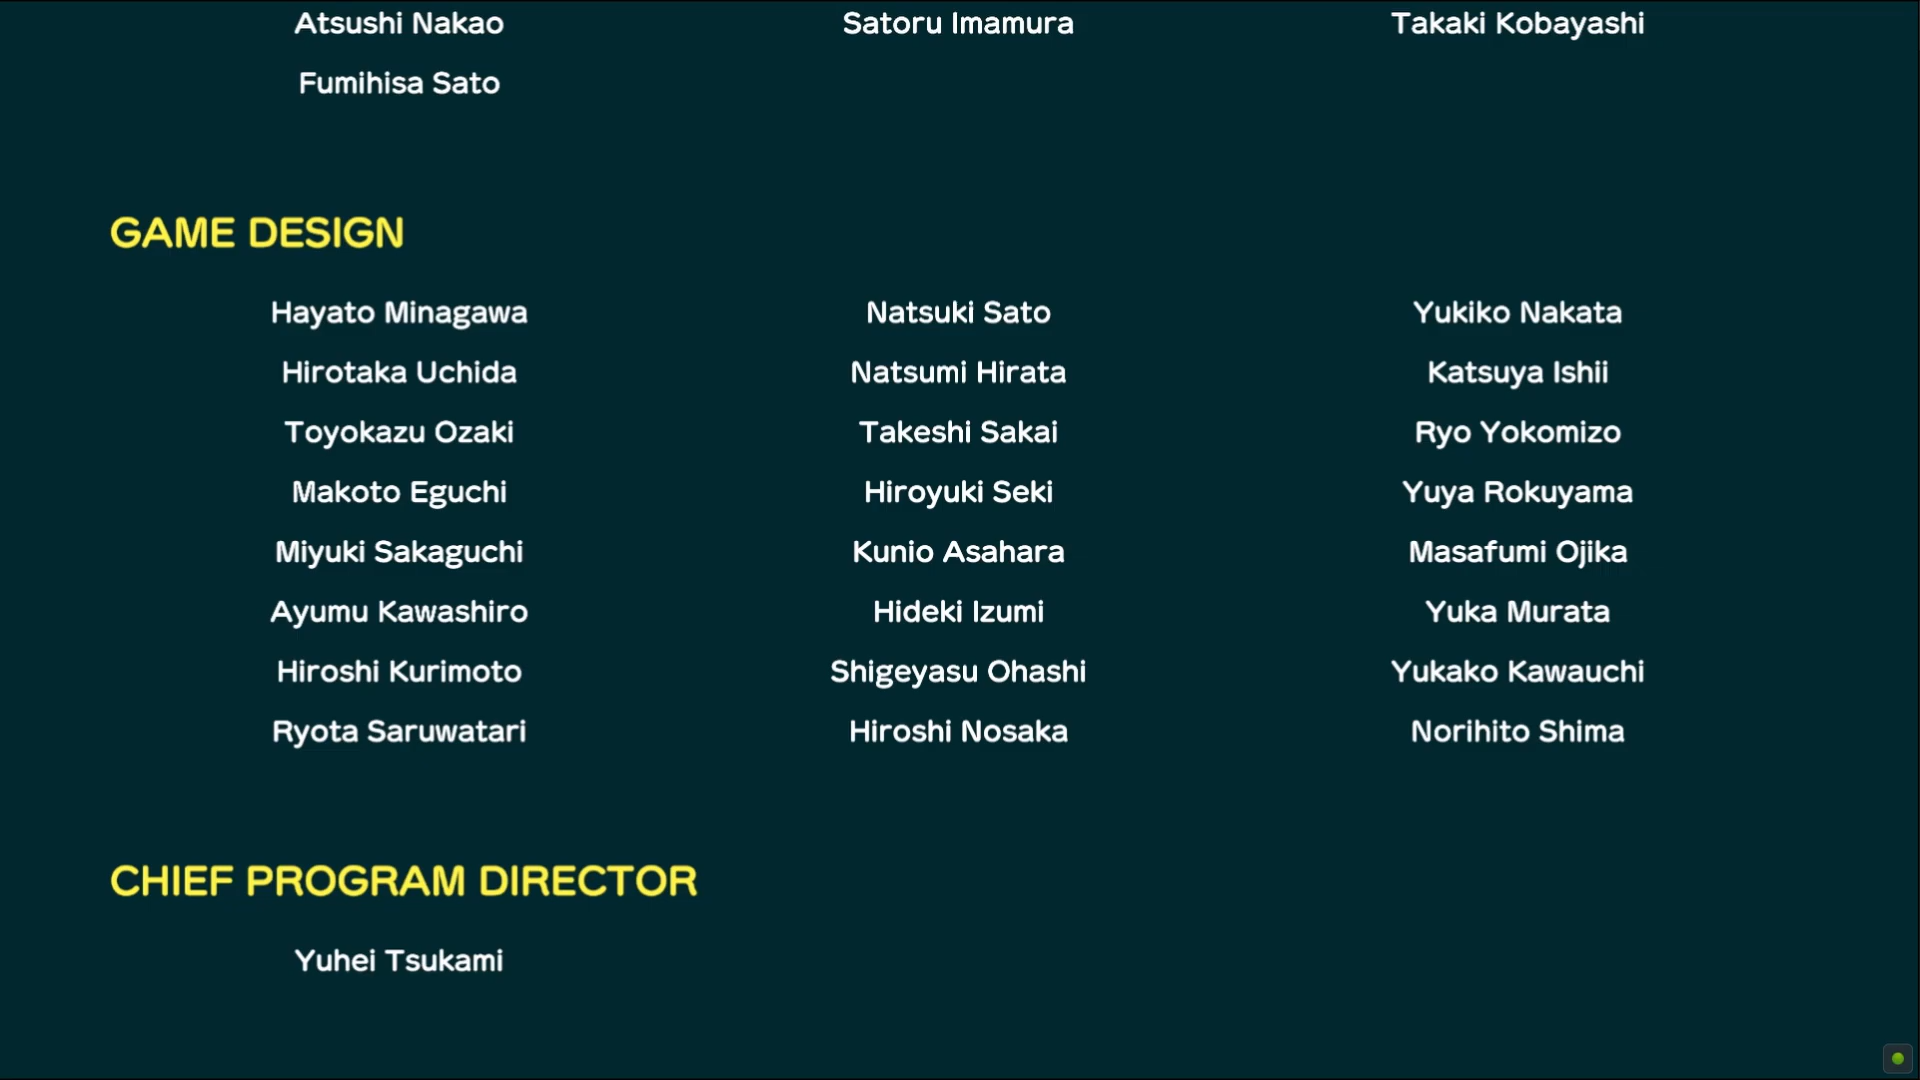 Atsushi Nakao Satoru Imamura Takaki Kobayashi
Fumihisa Sato
GAME DESIGN
Hayato Minagawa Natsuki Sato Yukiko Nakata
Hirotaka Uchida Natsumi Hirata Katsuya Ishii
Toyokazu Ozaki Takeshi Sakai Ryo Yokomizo
Makoto Eguchi Hiroyuki Seki Yuya Rokuyama
Miyuki Sakaguchi Kunio Asahara Masafumi Ojika
Ayumu Kawashiro Hideki Izumi Yuka Murata
Hiroshi Kurimoto Shigeyasu Ohashi Yukako Kawauchi
Ryota Saruwatari Hiroshi Nosaka Norihito Shima
CHIEF PROGRAM DIRECTOR
Yuhei Tsukami